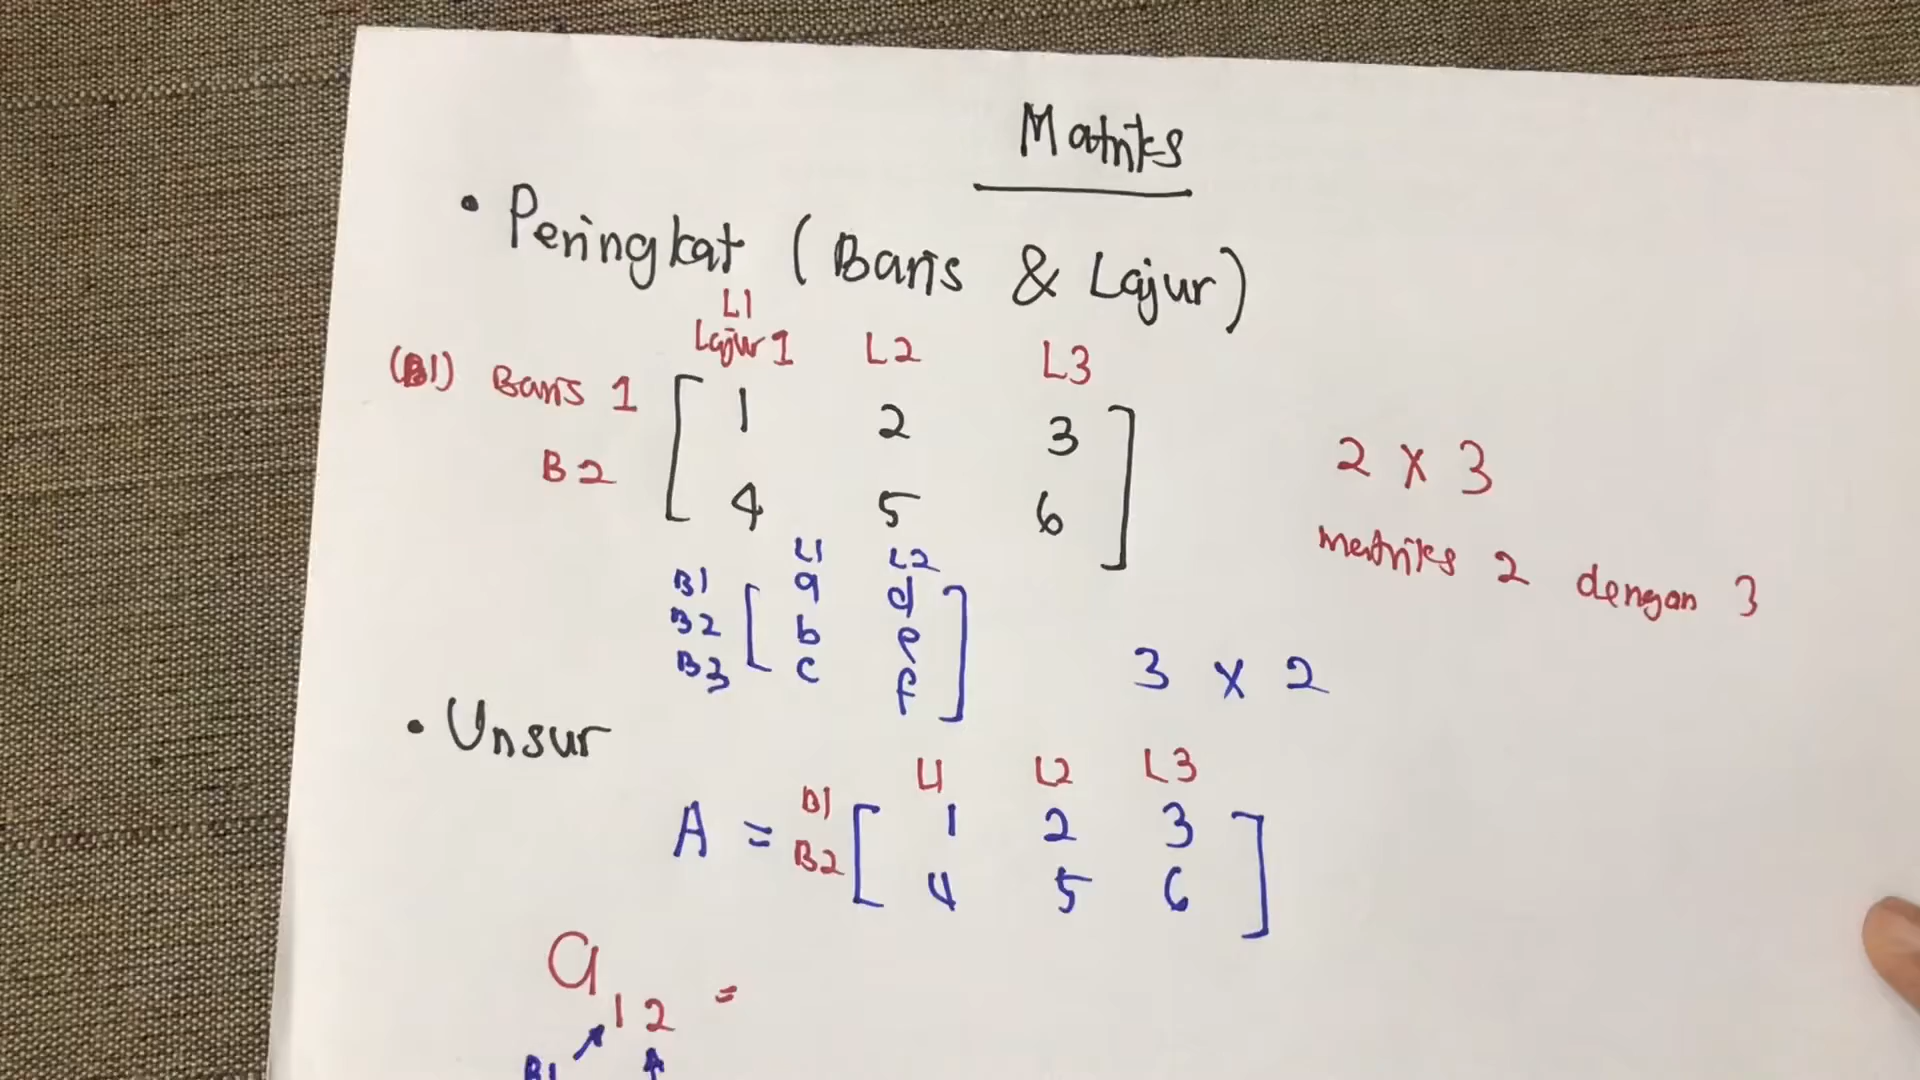 Matriks
• Peringkat (Baris & Lajur)
L1
Lajur 1 L2 L3
(B1) Baris 1 [ 1 2 3 ]
B2 4 5 6
2 x 3
matriks 2 dengan 3
L1 L2
B1 a d
B2 b e
B3 c f
3 x 2
• Unsur
L1 L2 L3
A = B1 [ 1 2 3 ]
B2 4 5 6
a12 =
B1